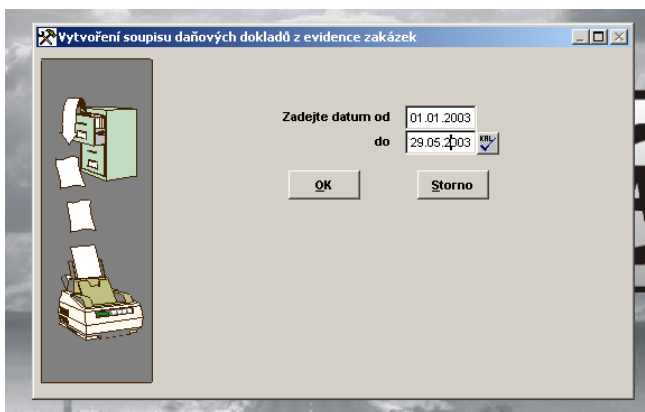 Vytvoření soupisu daňových dokladů z evidence zakázek
Zadejte datum od 01.01.2003
do 29.05.2003 KAL
OK Storno